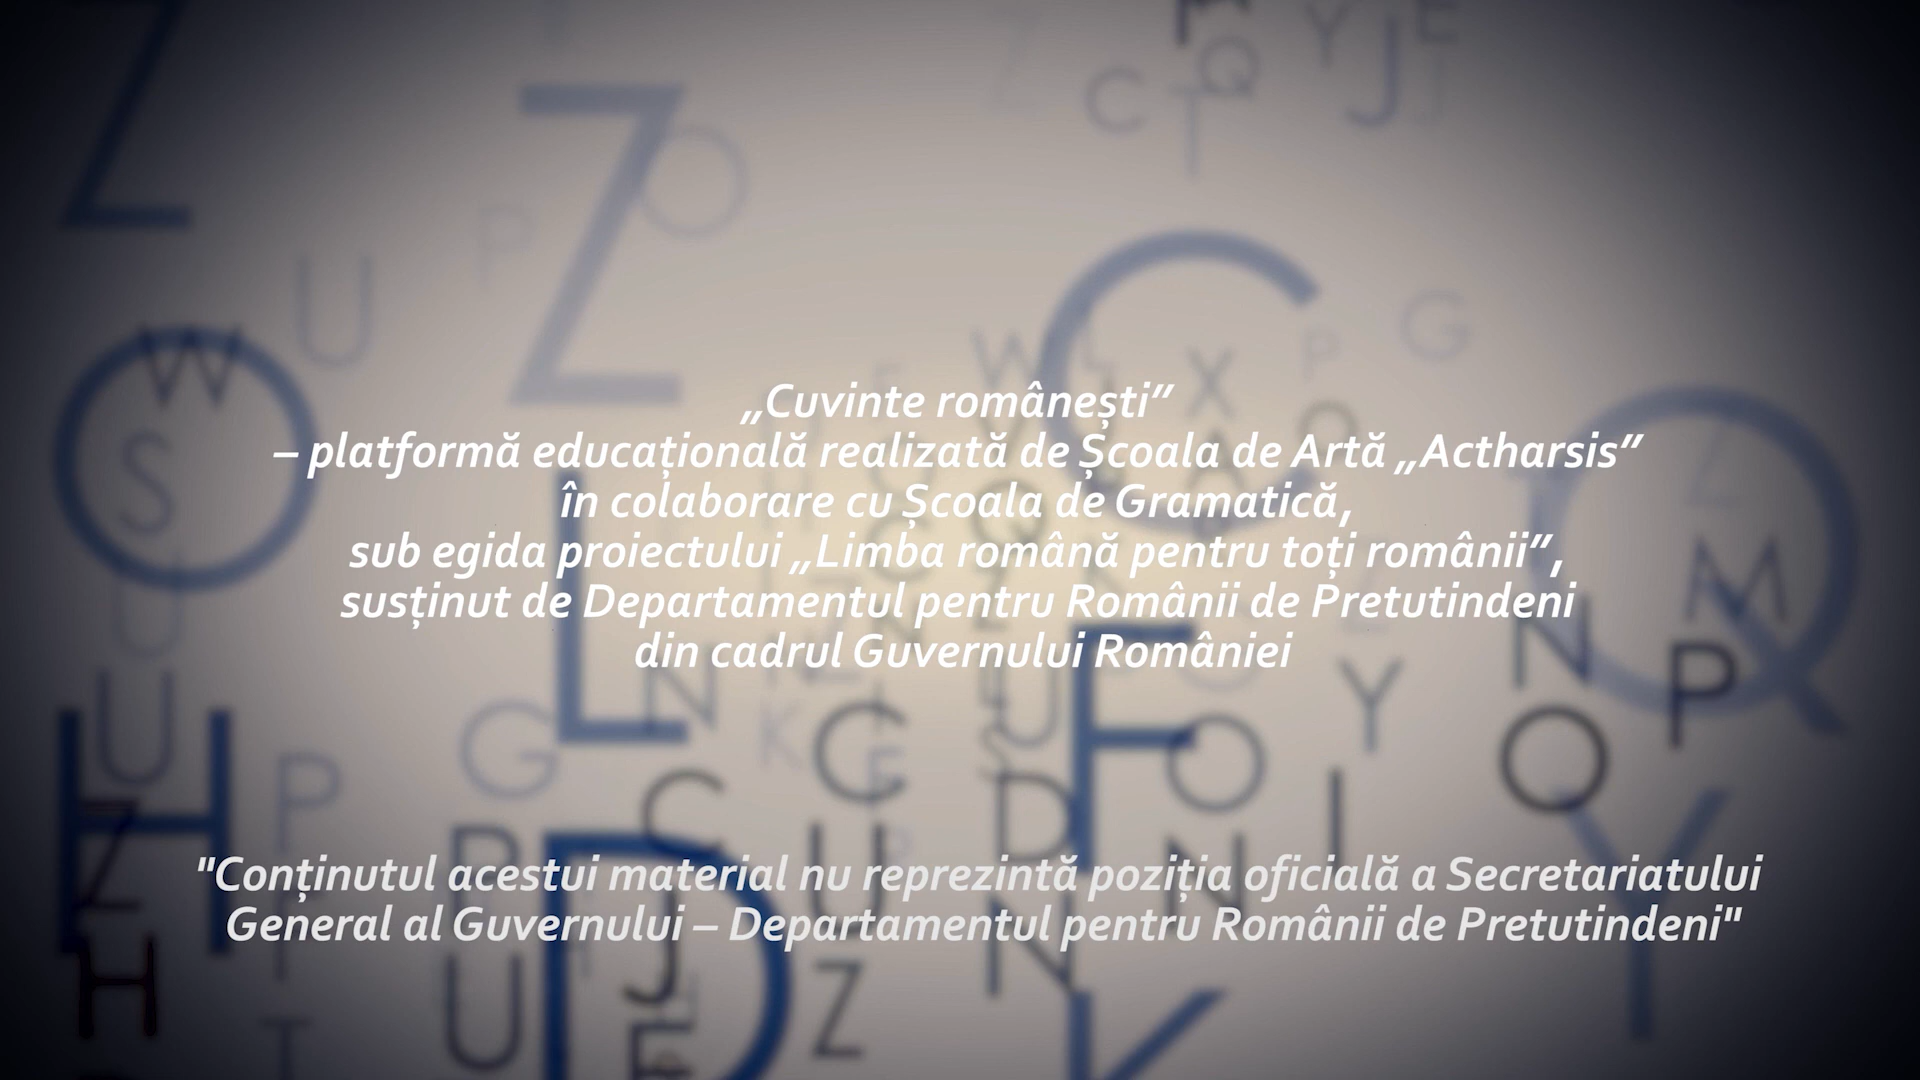 „Cuvinte românești”
– platformă educațională realizată de Școala de Artă „Actharsis”
în colaborare cu Școala de Gramatică,
sub egida proiectului „Limba română pentru toți românii”,
susținut de Departamentul pentru Românii de Pretutindeni
din cadrul Guvernului României
"Conținutul acestui material nu reprezintă poziția oficială a Secretariatului
General al Guvernului – Departamentul pentru Românii de Pretutindeni"